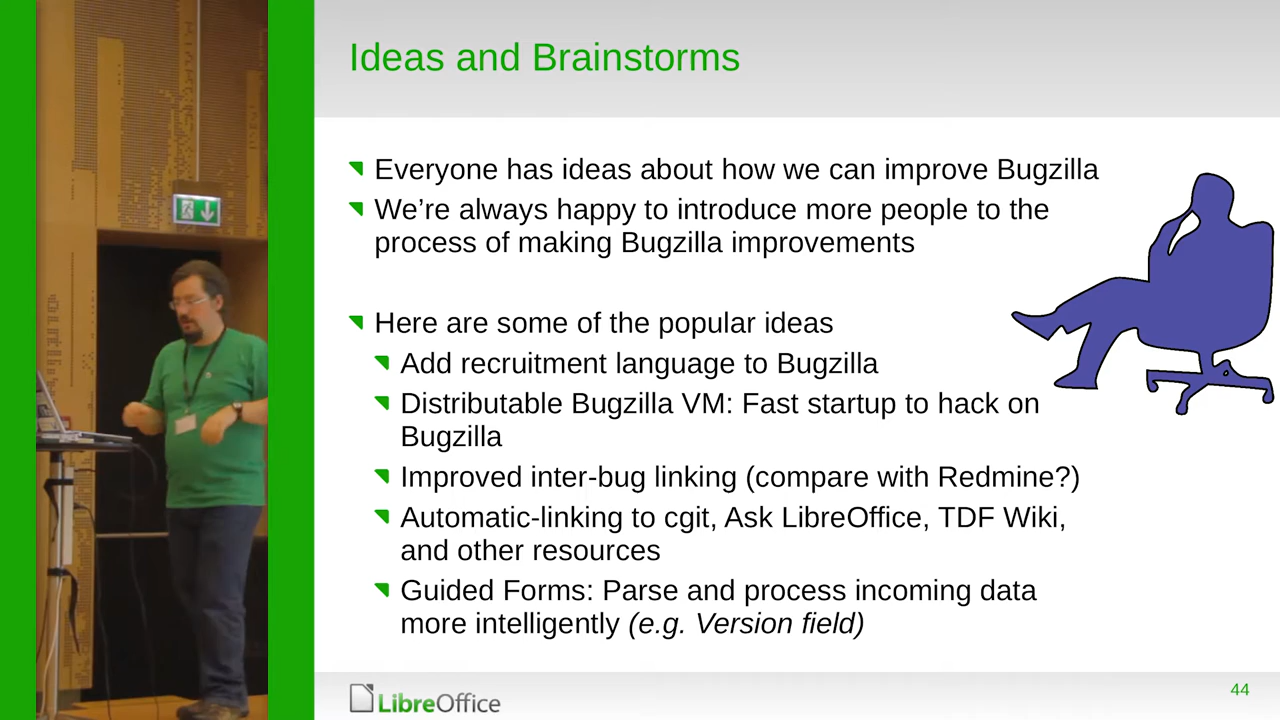 Ideas and Brainstorms
Everyone has ideas about how we can improve Bugzilla
We’re always happy to introduce more people to the
process of making Bugzilla improvements
Here are some of the popular ideas
Add recruitment language to Bugzilla
Distributable Bugzilla VM: Fast startup to hack on
Bugzilla
Improved inter-bug linking (compare with Redmine?)
Automatic-linking to cgit, Ask LibreOffice, TDF Wiki,
and other resources
Guided Forms: Parse and process incoming data
more intelligently (e.g. Version field)
LibreOffice
44